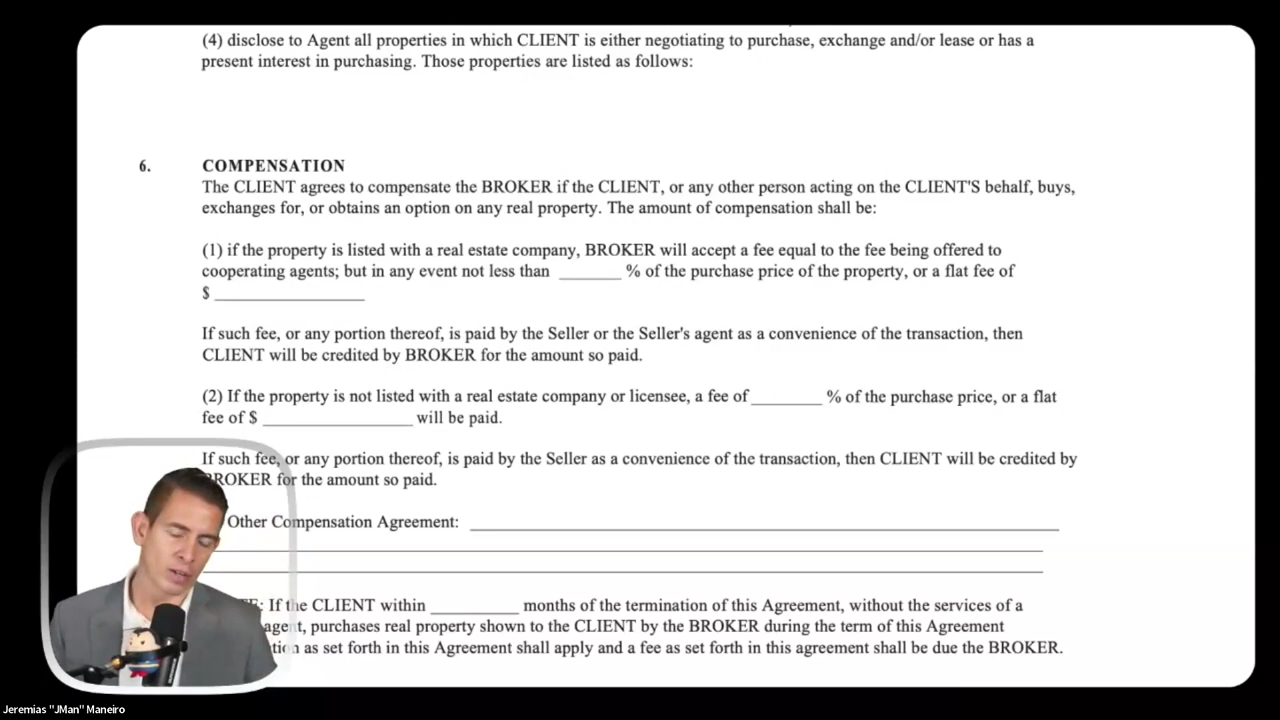 (4) disclose to Agent all properties in which CLIENT is either negotiating to purchase, exchange and/or lease or has a
present interest in purchasing. Those properties are listed as follows:
6. COMPENSATION
The CLIENT agrees to compensate the BROKER if the CLIENT, or any other person acting on the CLIENT'S behalf, buys,
exchanges for, or obtains an option on any real property. The amount of compensation shall be:
(1) if the property is listed with a real estate company, BROKER will accept a fee equal to the fee being offered to
cooperating agents; but in any event not less than _______ % of the purchase price of the property, or a flat fee of
$ _________________
If such fee, or any portion thereof, is paid by the Seller or the Seller's agent as a convenience of the transaction, then
CLIENT will be credited by BROKER for the amount so paid.
(2) If the property is not listed with a real estate company or licensee, a fee of ________ % of the purchase price, or a flat
fee of $ _________________ will be paid.
If such fee, or any portion thereof, is paid by the Seller as a convenience of the transaction, then CLIENT will be credited by
BROKER for the amount so paid.
Other Compensation Agreement: ____________________
If the CLIENT within __________ months of the termination of this Agreement, without the services of a
agent, purchases real property shown to the CLIENT by the BROKER during the term of this Agreement
as set forth in this Agreement shall apply and a fee as set forth in this agreement shall be due the BROKER.
Jeremias "JMan" Maneiro